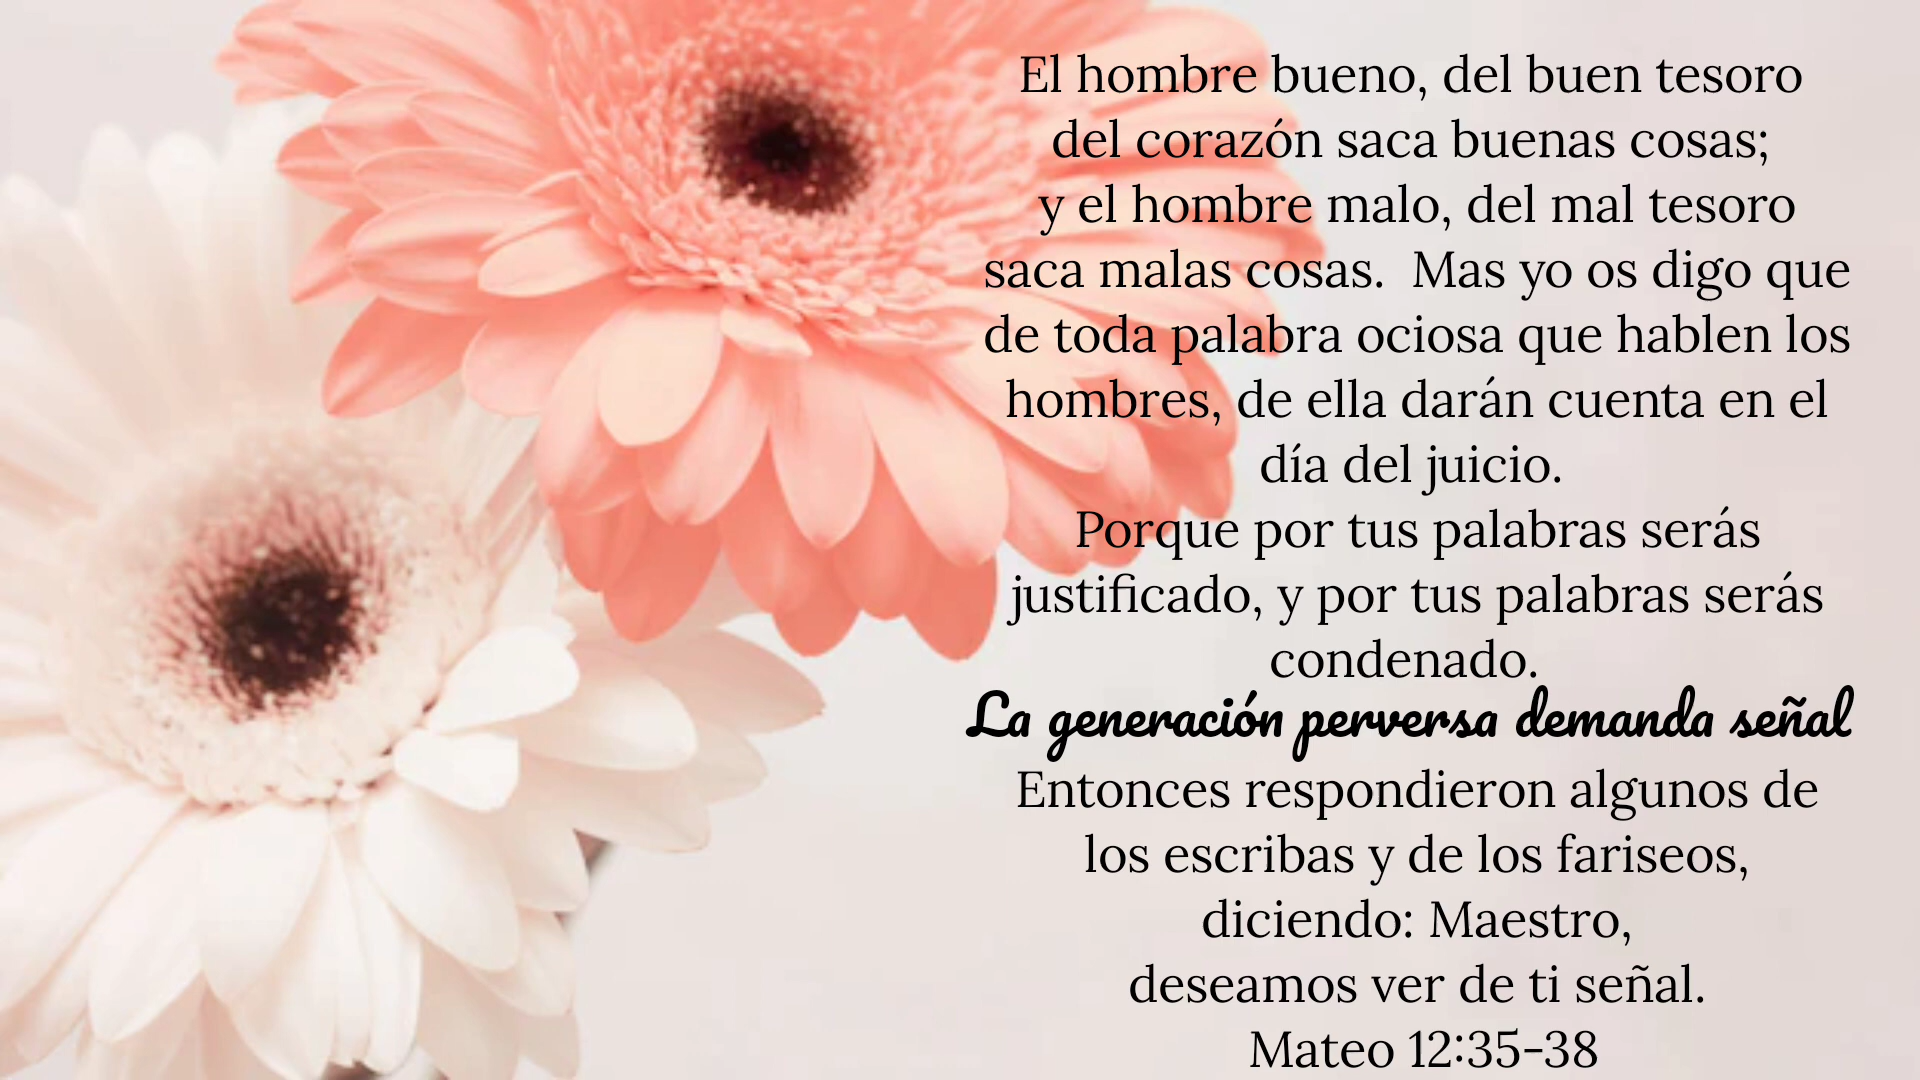 El hombre bueno, del buen tesoro
del corazón saca buenas cosas;
y el hombre malo, del mal tesoro
saca malas cosas.  Mas yo os digo que
de toda palabra ociosa que hablen los
hombres, de ella darán cuenta en el
día del juicio.
Porque por tus palabras serás
justificado, y por tus palabras serás
condenado.
La generación perversa demanda señal
Entonces respondieron algunos de
los escribas y de los fariseos,
diciendo: Maestro,
deseamos ver de ti señal.
Mateo 12:35-38